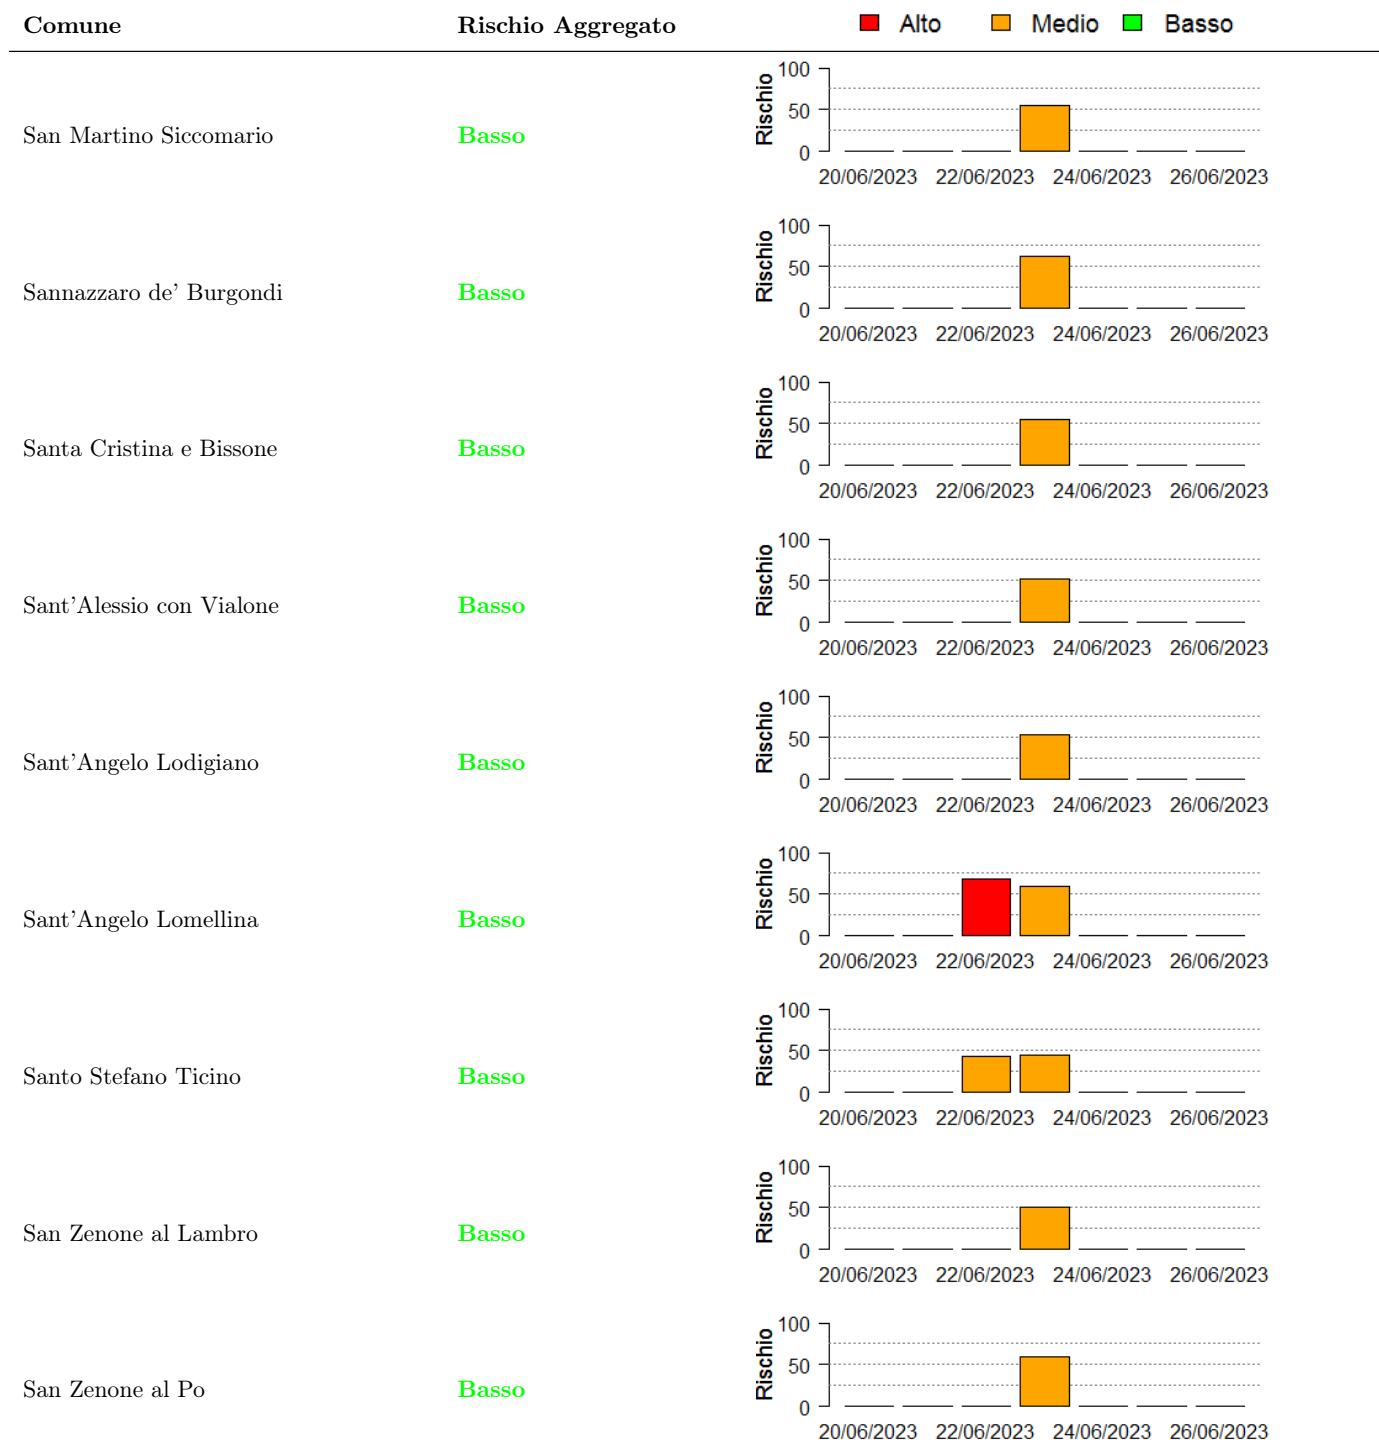 Comune Rischio Aggregato Alto Medio Basso
100
50
0
Rischio
San Martino Siccomario Basso
20/06/2023 22/06/2023 24/06/2023 26/06/2023
100
50
0
Rischio
Sannazzaro de' Burgondi Basso
20/06/2023 22/06/2023 24/06/2023 26/06/2023
100
50
0
Rischio
Santa Cristina e Bissone Basso
20/06/2023 22/06/2023 24/06/2023 26/06/2023
100
50
0
Rischio
Sant'Alessio con Vialone Basso
20/06/2023 22/06/2023 24/06/2023 26/06/2023
100
50
0
Rischio
Sant'Angelo Lodigiano Basso
20/06/2023 22/06/2023 24/06/2023 26/06/2023
100
50
0
Rischio
Sant'Angelo Lomellina Basso
20/06/2023 22/06/2023 24/06/2023 26/06/2023
100
50
0
Rischio
Santo Stefano Ticino Basso
20/06/2023 22/06/2023 24/06/2023 26/06/2023
100
50
0
Rischio
San Zenone al Lambro Basso
20/06/2023 22/06/2023 24/06/2023 26/06/2023
100
50
0
Rischio
San Zenone al Po Basso
20/06/2023 22/06/2023 24/06/2023 26/06/2023